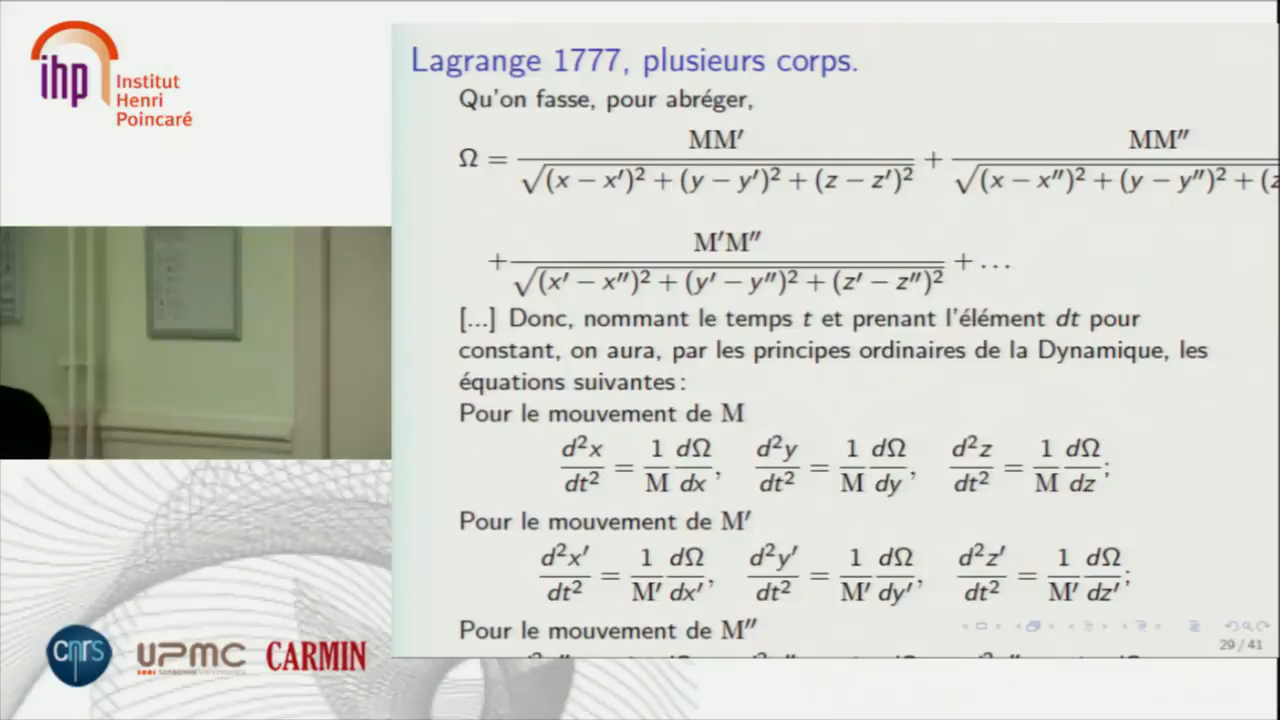 ihp
Institut
Henri
Poincaré
Lagrange 1777, plusieurs corps.
Qu'on fasse, pour abréger,
Ω = MM′ / √(x − x′)² + (y − y′)² + (z − z′)² + MM″ / √(x − x″)² + (y − y″)² + (z
+ M′M″ / √(x′ − x″)² + (y′ − y″)² + (z′ − z″)² + …
[...] Donc, nommant le temps t et prenant l'élément dt pour
constant, on aura, par les principes ordinaires de la Dynamique, les
équations suivantes :
Pour le mouvement de M
d²x/dt² = 1/M dΩ/dx, d²y/dt² = 1/M dΩ/dy, d²z/dt² = 1/M dΩ/dz;
Pour le mouvement de M′
d²x′/dt² = 1/M′ dΩ/dx′, d²y′/dt² = 1/M′ dΩ/dy′, d²z′/dt² = 1/M′ dΩ/dz′;
Pour le mouvement de M″
29 / 41
cnrs
UPMC
SORBONNE UNIVERSITÉS
CARMIN